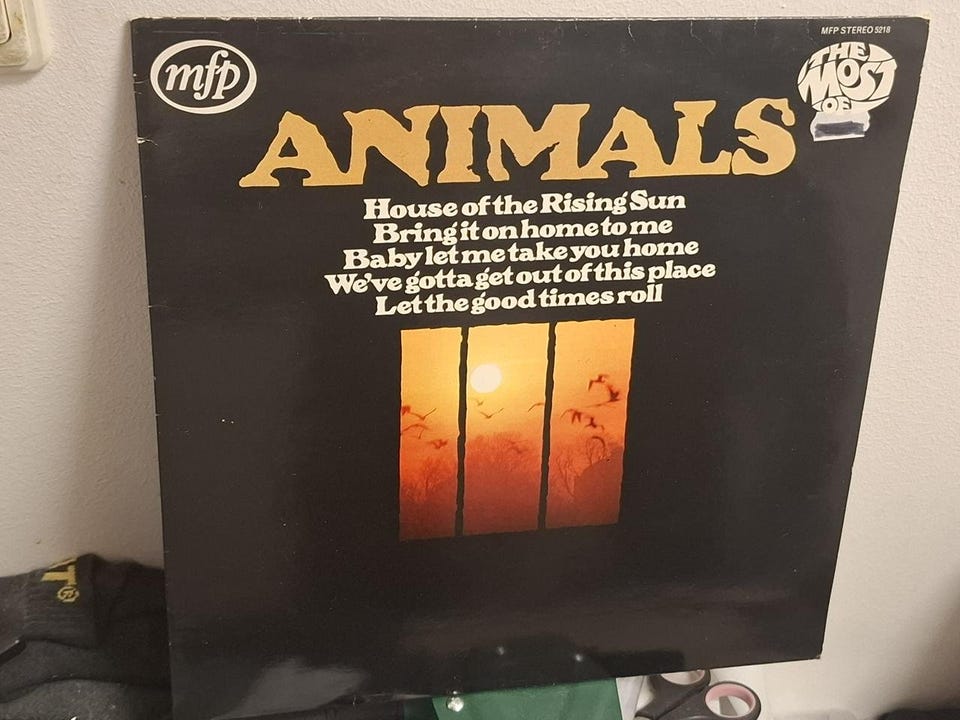 MFP STEREO 5218
mfp
THE
MOST
OF
ANIMALS
House of the Rising Sun
Bring it on home to me
Baby let me take you home
We've gotta get out of this place
Let the good times roll